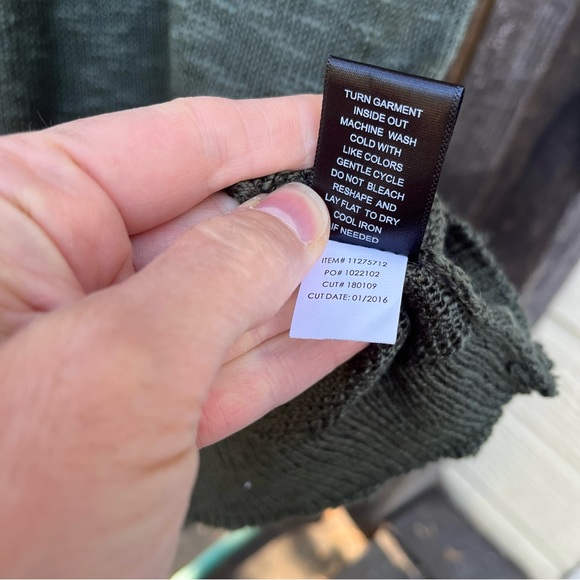 TURN GARMENT
INSIDE OUT
MACHINE WASH
COLD WITH
LIKE COLORS
GENTLE CYCLE
DO NOT BLEACH
RESHAPE AND
LAY FLAT TO DRY
COOL IRON
IF NEEDED
ITEM# 11275712
PO# 1022102
CUT# 180109
CUT DATE: 01/2016